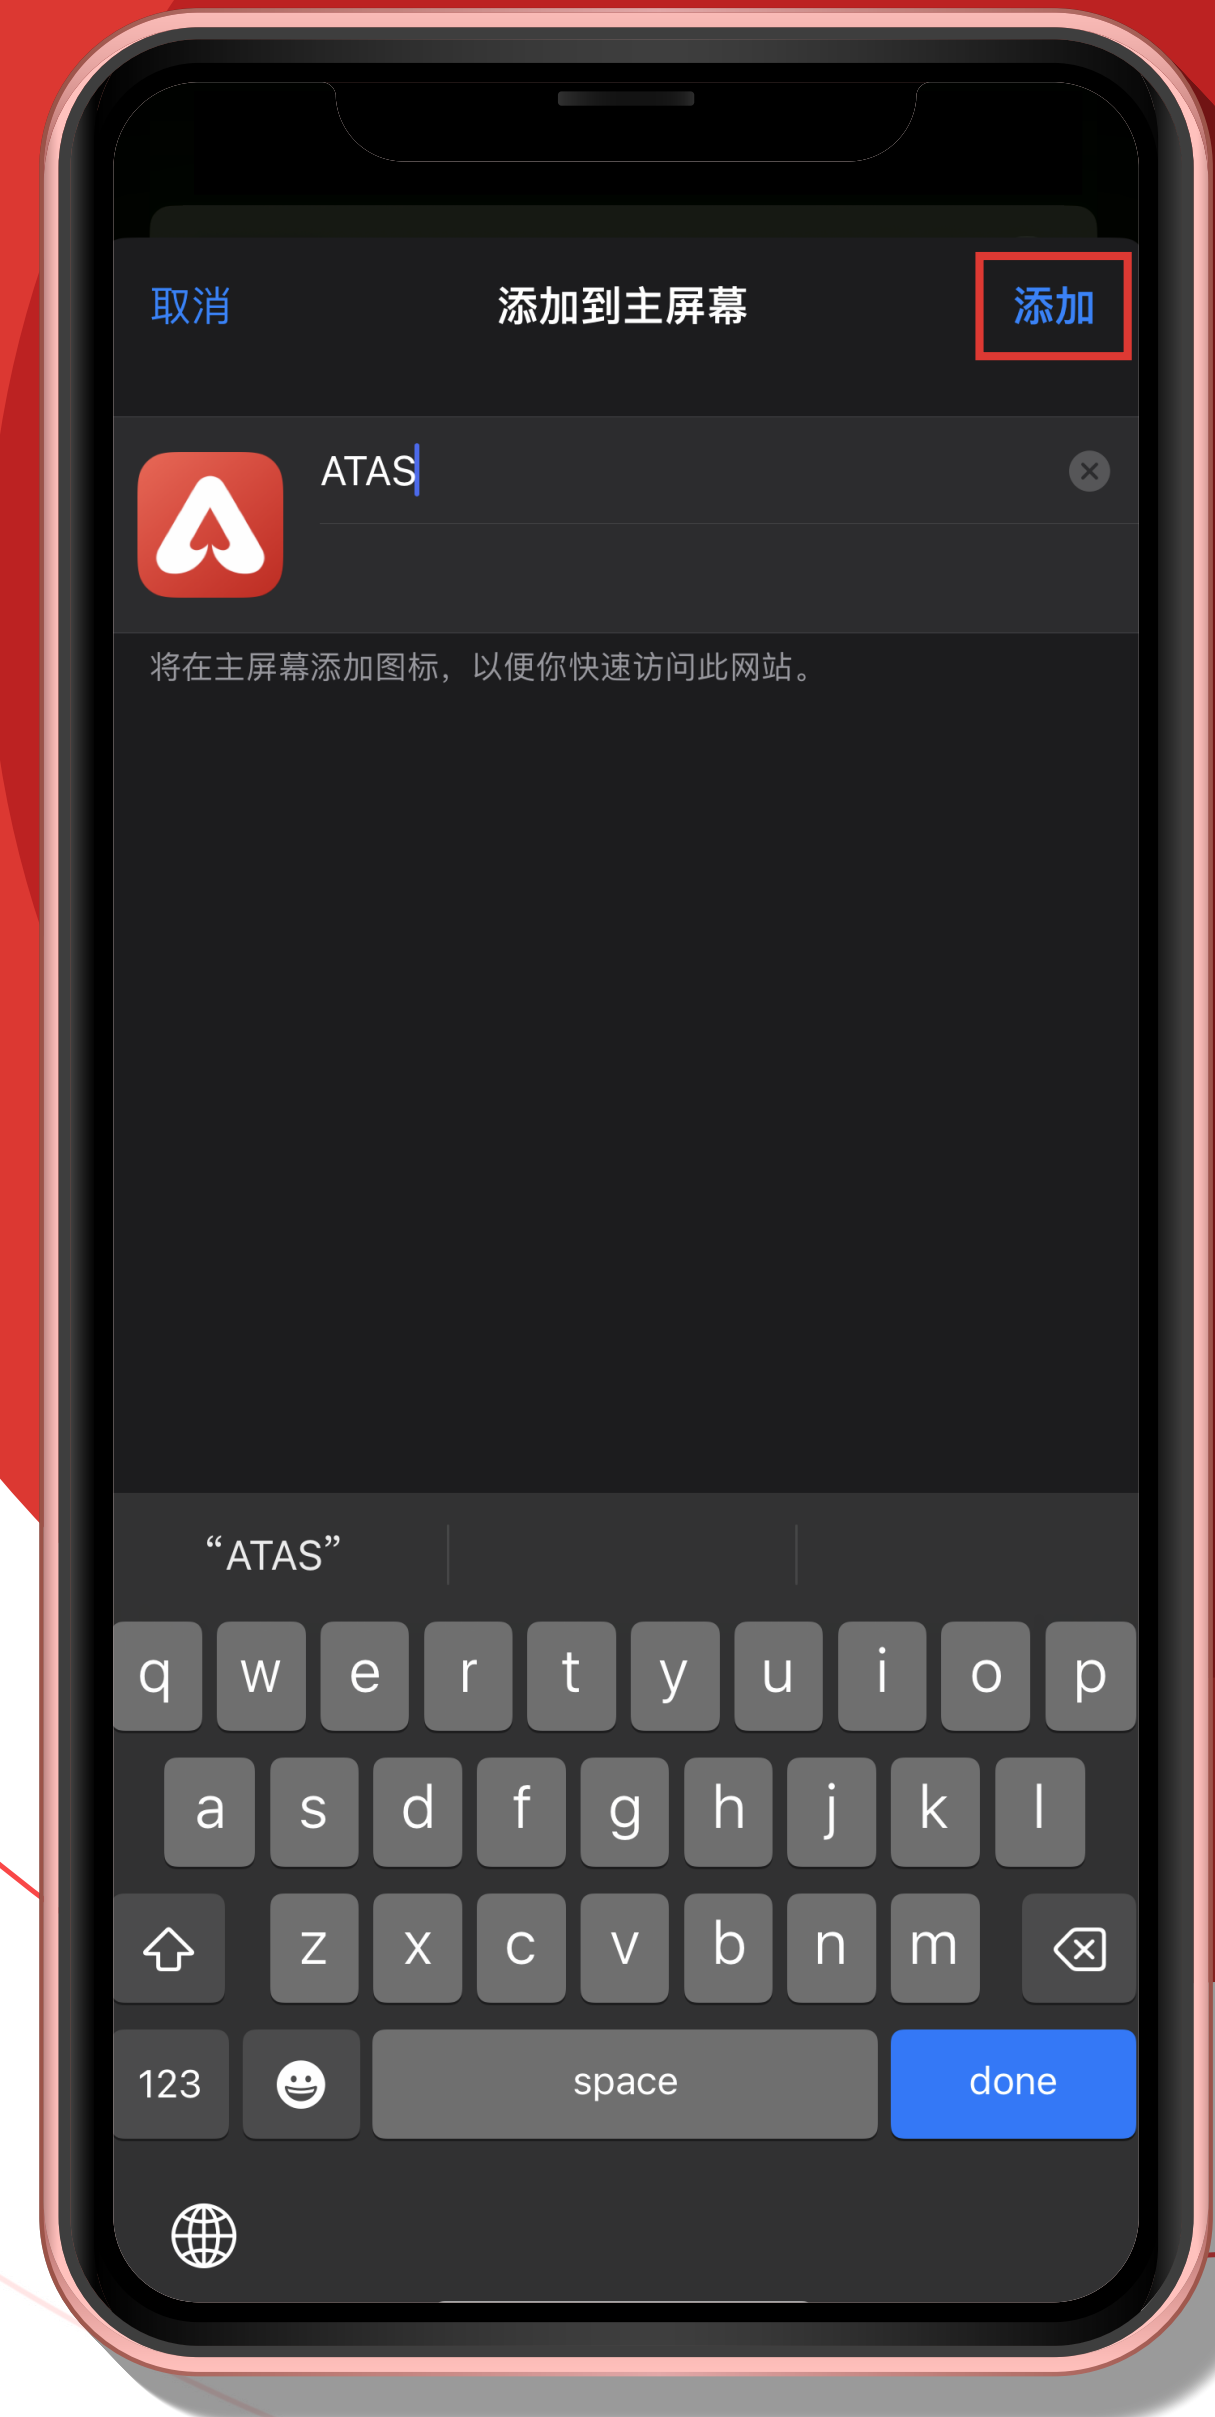 取消 添加到主屏幕 添加
ATAS
将在主屏幕添加图标，以便你快速访问此网站。
“ATAS”
q w e r t y u i o p
a s d f g h j k l
z x c v b n m
123 space done